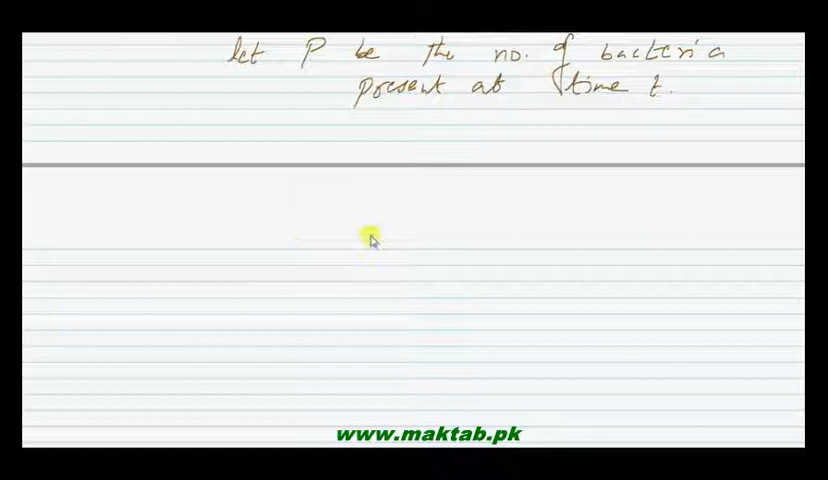 let P be the no. of bacteria
present at time t.
www.maktab.pk